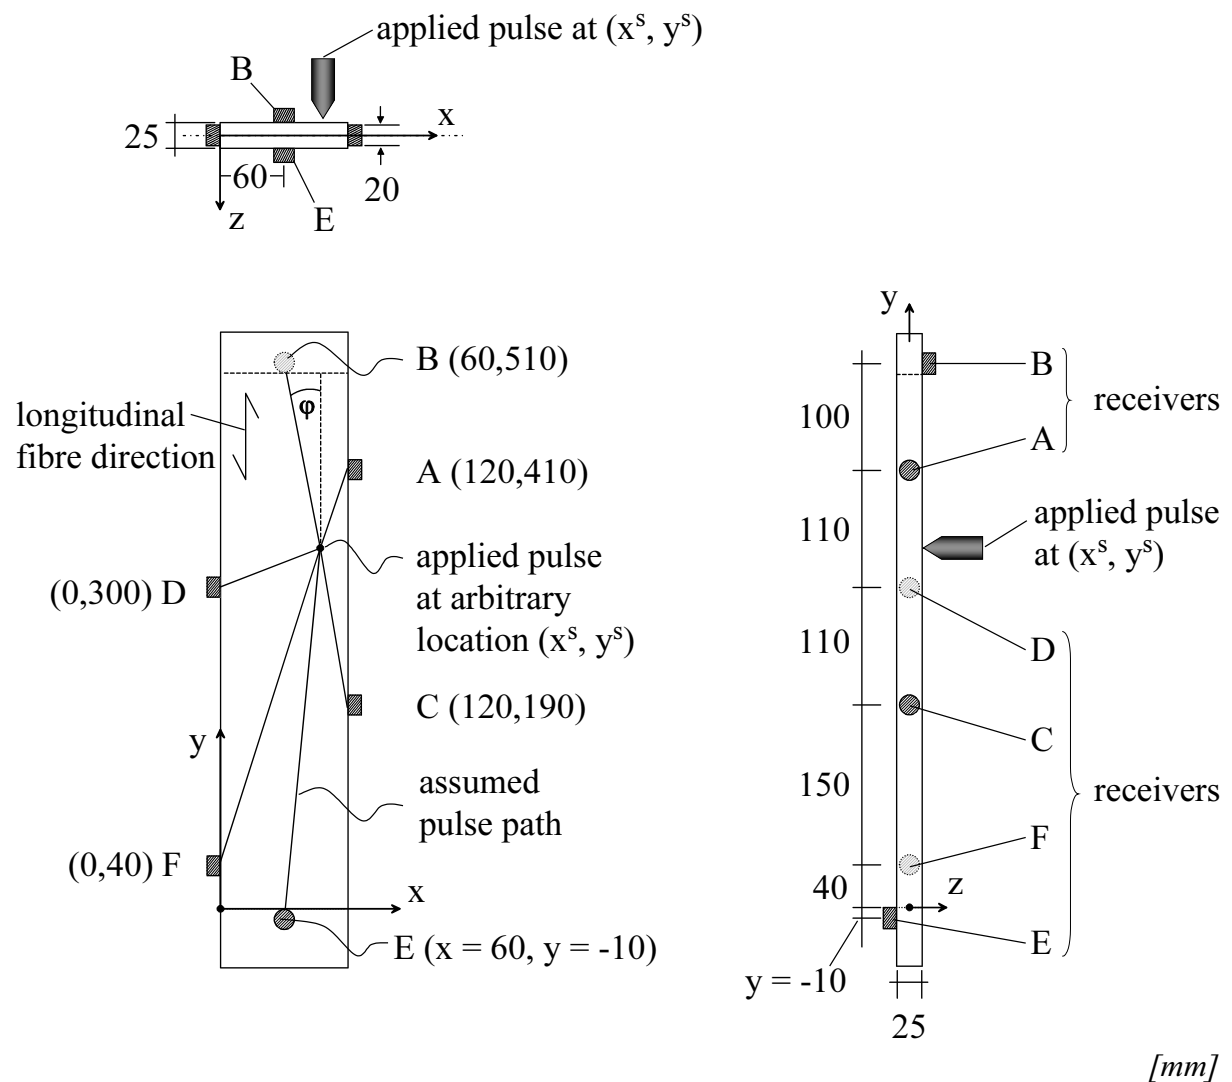 applied pulse at (xˢ, yˢ)
B
x
25
60
20
z
E
y
B (60,510)
B
φ
longitudinal
fibre direction
100
receivers
A (120,410)
A
applied pulse
at (xˢ, yˢ)
110
(0,300) D
applied pulse
at arbitrary
location (xˢ, yˢ)
D
110
C (120,190)
C
y
assumed
pulse path
150
receivers
F
(0,40) F
x
40
z
E (x = 60, y = -10)
E
y = -10
25
[mm]